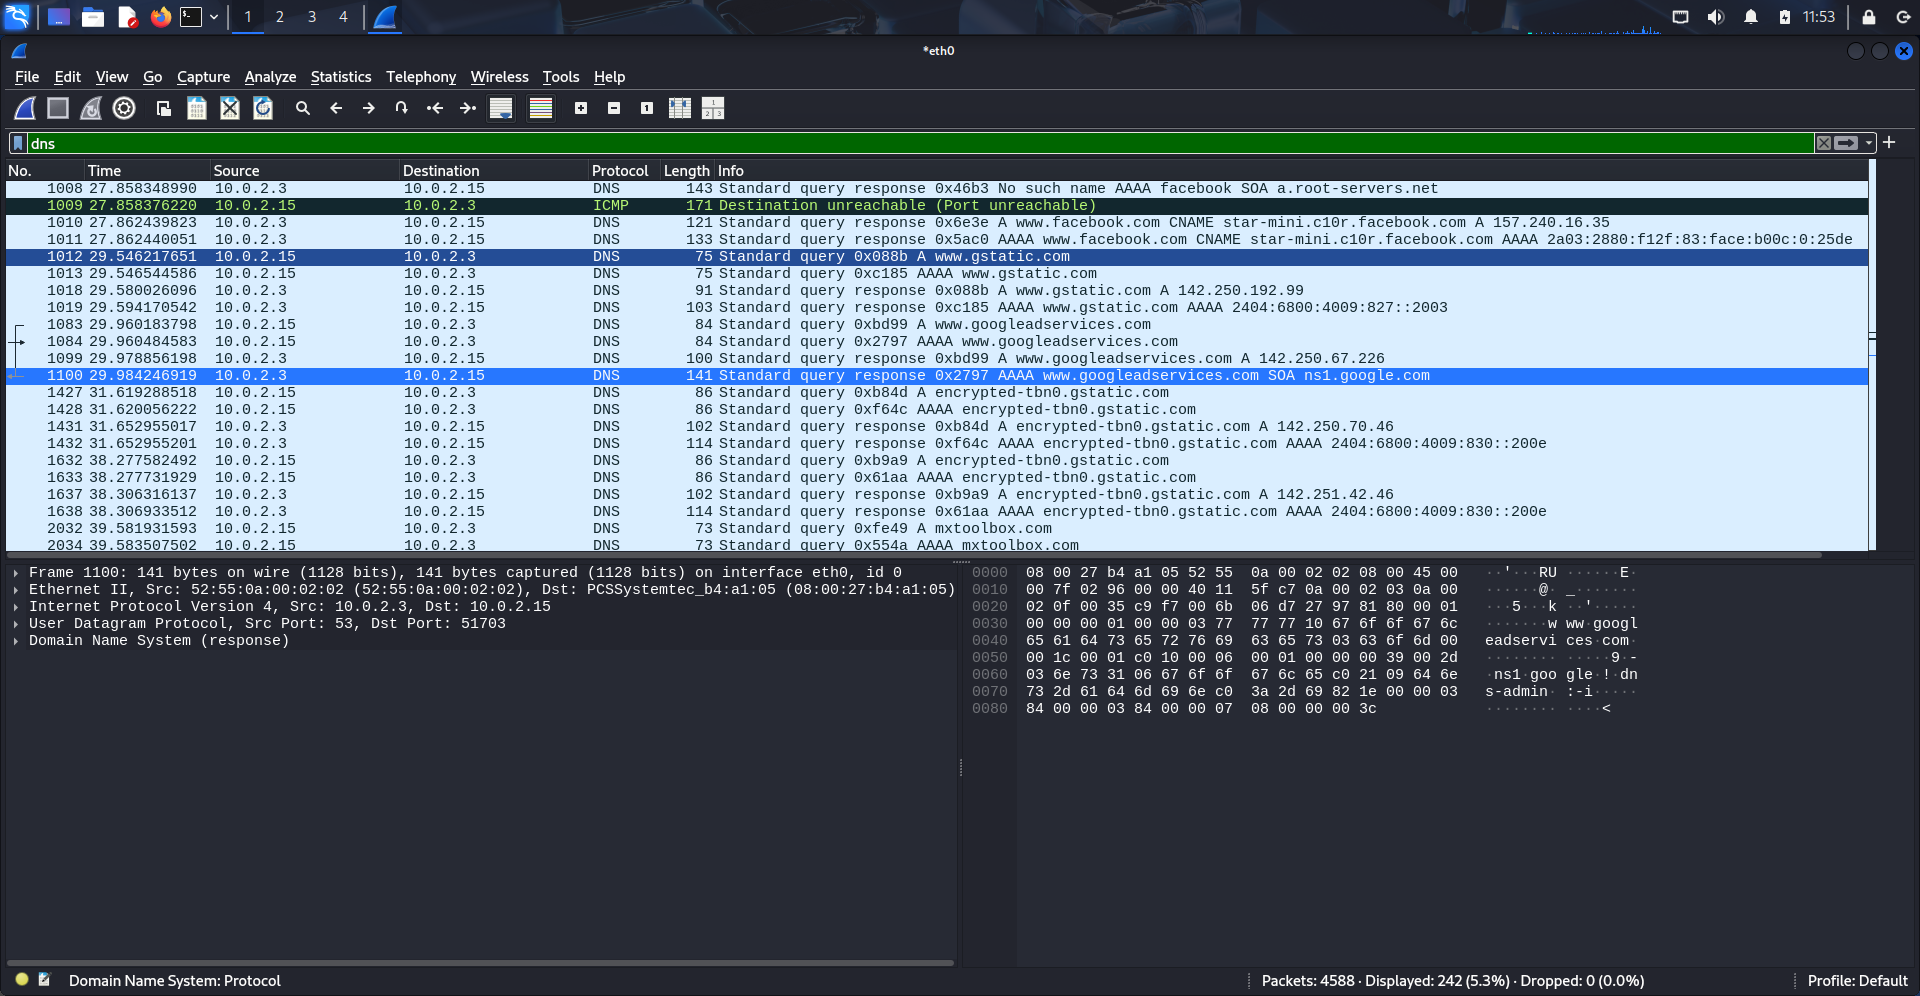 1 2 3 4 11:53
*eth0
File Edit View Go Capture Analyze Statistics Telephony Wireless Tools Help
dns
No. Time Source Destination Protocol Length Info
1008 27.858348990 10.0.2.3 10.0.2.15 DNS 143 Standard query response 0x46b3 No such name AAAA facebook SOA a.root-servers.net
1009 27.858376220 10.0.2.15 10.0.2.3 ICMP 171 Destination unreachable (Port unreachable)
1010 27.862439823 10.0.2.3 10.0.2.15 DNS 121 Standard query response 0x6e3e A www.facebook.com CNAME star-mini.c10r.facebook.com A 157.240.16.35
1011 27.862440051 10.0.2.3 10.0.2.15 DNS 133 Standard query response 0x5ac0 AAAA www.facebook.com CNAME star-mini.c10r.facebook.com AAAA 2a03:2880:f12f:83:face:b00c:0:25de
1012 29.546217651 10.0.2.15 10.0.2.3 DNS 75 Standard query 0x088b A www.gstatic.com
1013 29.546544586 10.0.2.15 10.0.2.3 DNS 75 Standard query 0xc185 AAAA www.gstatic.com
1018 29.580026096 10.0.2.3 10.0.2.15 DNS 91 Standard query response 0x088b A www.gstatic.com A 142.250.192.99
1019 29.594170542 10.0.2.3 10.0.2.15 DNS 103 Standard query response 0xc185 AAAA www.gstatic.com AAAA 2404:6800:4009:827::2003
1083 29.960183798 10.0.2.15 10.0.2.3 DNS 84 Standard query 0xbd99 A www.googleadservices.com
1084 29.960484583 10.0.2.15 10.0.2.3 DNS 84 Standard query 0x2797 AAAA www.googleadservices.com
1099 29.978856198 10.0.2.3 10.0.2.15 DNS 100 Standard query response 0xbd99 A www.googleadservices.com A 142.250.67.226
1100 29.984246919 10.0.2.3 10.0.2.15 DNS 141 Standard query response 0x2797 AAAA www.googleadservices.com SOA ns1.google.com
1427 31.619288518 10.0.2.15 10.0.2.3 DNS 86 Standard query 0xb84d A encrypted-tbn0.gstatic.com
1428 31.620056222 10.0.2.15 10.0.2.3 DNS 86 Standard query 0xf64c AAAA encrypted-tbn0.gstatic.com
1431 31.652955017 10.0.2.3 10.0.2.15 DNS 102 Standard query response 0xb84d A encrypted-tbn0.gstatic.com A 142.250.70.46
1432 31.652955201 10.0.2.3 10.0.2.15 DNS 114 Standard query response 0xf64c AAAA encrypted-tbn0.gstatic.com AAAA 2404:6800:4009:830::200e
1632 38.277582492 10.0.2.15 10.0.2.3 DNS 86 Standard query 0xb9a9 A encrypted-tbn0.gstatic.com
1633 38.277731929 10.0.2.15 10.0.2.3 DNS 86 Standard query 0x61aa AAAA encrypted-tbn0.gstatic.com
1637 38.306316137 10.0.2.3 10.0.2.15 DNS 102 Standard query response 0xb9a9 A encrypted-tbn0.gstatic.com A 142.251.42.46
1638 38.306933512 10.0.2.3 10.0.2.15 DNS 114 Standard query response 0x61aa AAAA encrypted-tbn0.gstatic.com AAAA 2404:6800:4009:830::200e
2032 39.581931593 10.0.2.15 10.0.2.3 DNS 73 Standard query 0xfe49 A mxtoolbox.com
2034 39.583507502 10.0.2.15 10.0.2.3 DNS 73 Standard query 0x554a AAAA mxtoolbox.com
Frame 1100: 141 bytes on wire (1128 bits), 141 bytes captured (1128 bits) on interface eth0, id 0
Ethernet II, Src: 52:55:0a:00:02:02 (52:55:0a:00:02:02), Dst: PCSSystemtec_b4:a1:05 (08:00:27:b4:a1:05)
Internet Protocol Version 4, Src: 10.0.2.3, Dst: 10.0.2.15
User Datagram Protocol, Src Port: 53, Dst Port: 51703
Domain Name System (response)
0000 08 00 27 b4 a1 05 52 55 0a 00 02 02 08 00 45 00 ··'···RU ······E·
0010 00 7f 02 96 00 00 40 11 5f c7 0a 00 02 03 0a 00 ······@· _·······
0020 02 0f 00 35 c9 f7 00 6b 06 d7 27 97 81 80 00 01 ···5···k ··'·····
0030 00 00 00 01 00 00 03 77 77 77 10 67 6f 6f 67 6c ·······w ww·googl
0040 65 61 64 73 65 72 76 69 63 65 73 03 63 6f 6d 00 eadservi ces·com·
0050 00 1c 00 01 c0 10 00 06 00 01 00 00 00 39 00 2d ········ ·····9·-
0060 03 6e 73 31 06 67 6f 6f 67 6c 65 c0 21 09 64 6e ·ns1·goo gle·!·dn
0070 73 2d 61 64 6d 69 6e c0 3a 2d 69 82 1e 00 00 03 s-admin· :-i·····
0080 84 00 00 03 84 00 00 07 08 00 00 00 3c ········ ····<
Domain Name System: Protocol Packets: 4588 · Displayed: 242 (5.3%) · Dropped: 0 (0.0%) Profile: Default